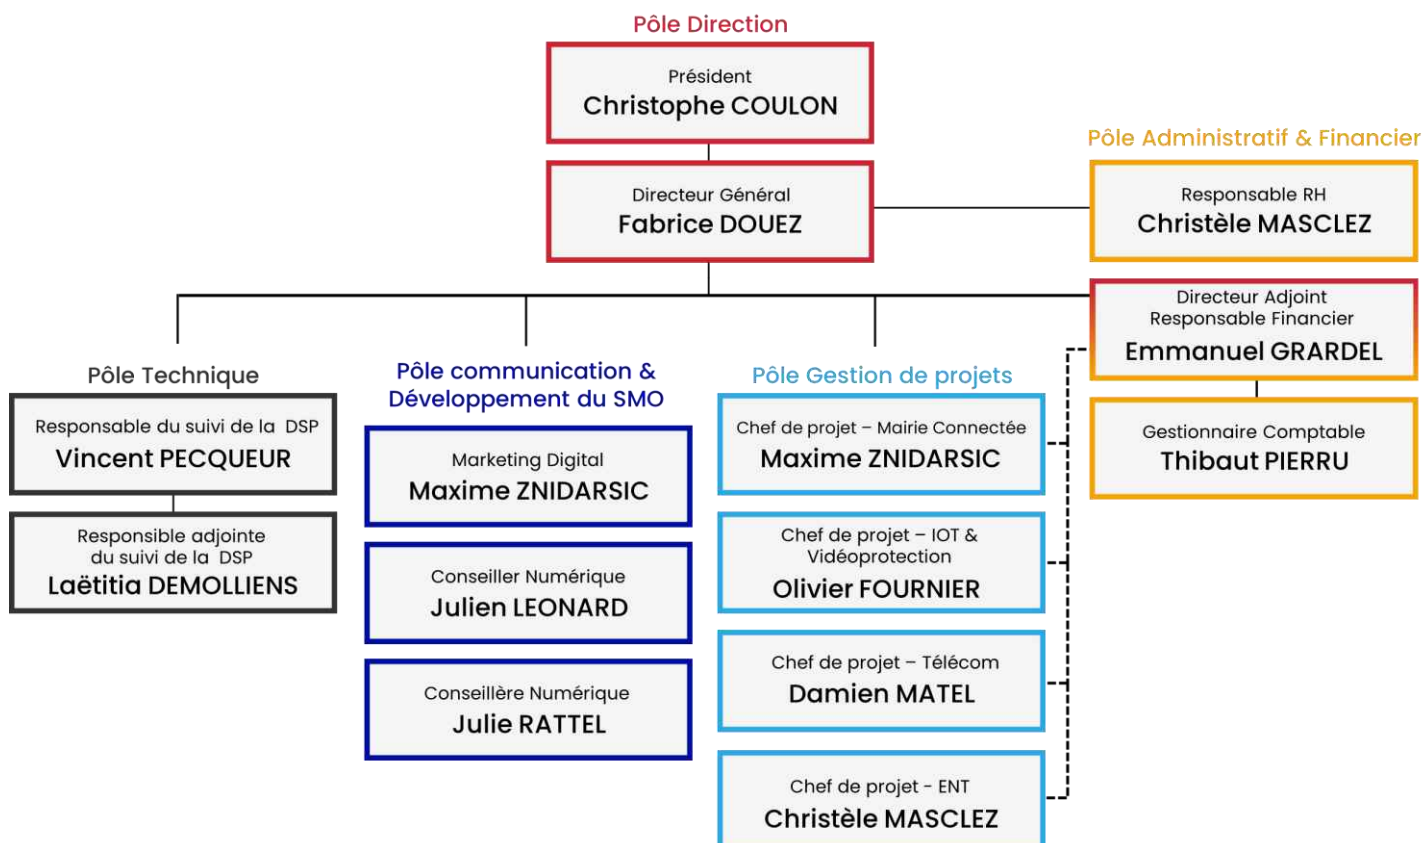 Pôle Direction
Président
Christophe COULON
Directeur Général
Fabrice DOUEZ
Pôle Administratif & Financier
Responsable RH
Christèle MASCLEZ
Directeur Adjoint
Responsable Financier
Emmanuel GRARDEL
Gestionnaire Comptable
Thibaut PIERRU
Pôle Technique
Responsable du suivi de la DSP
Vincent PECQUEUR
Responsible adjointe
du suivi de la DSP
Laëtitia DEMOLLIENS
Pôle communication &
Développement du SMO
Marketing Digital
Maxime ZNIDARSIC
Conseiller Numérique
Julien LEONARD
Conseillère Numérique
Julie RATTEL
Pôle Gestion de projets
Chef de projet – Mairie Connectée
Maxime ZNIDARSIC
Chef de projet – IOT &
Vidéoprotection
Olivier FOURNIER
Chef de projet – Télécom
Damien MATEL
Chef de projet - ENT
Christèle MASCLEZ